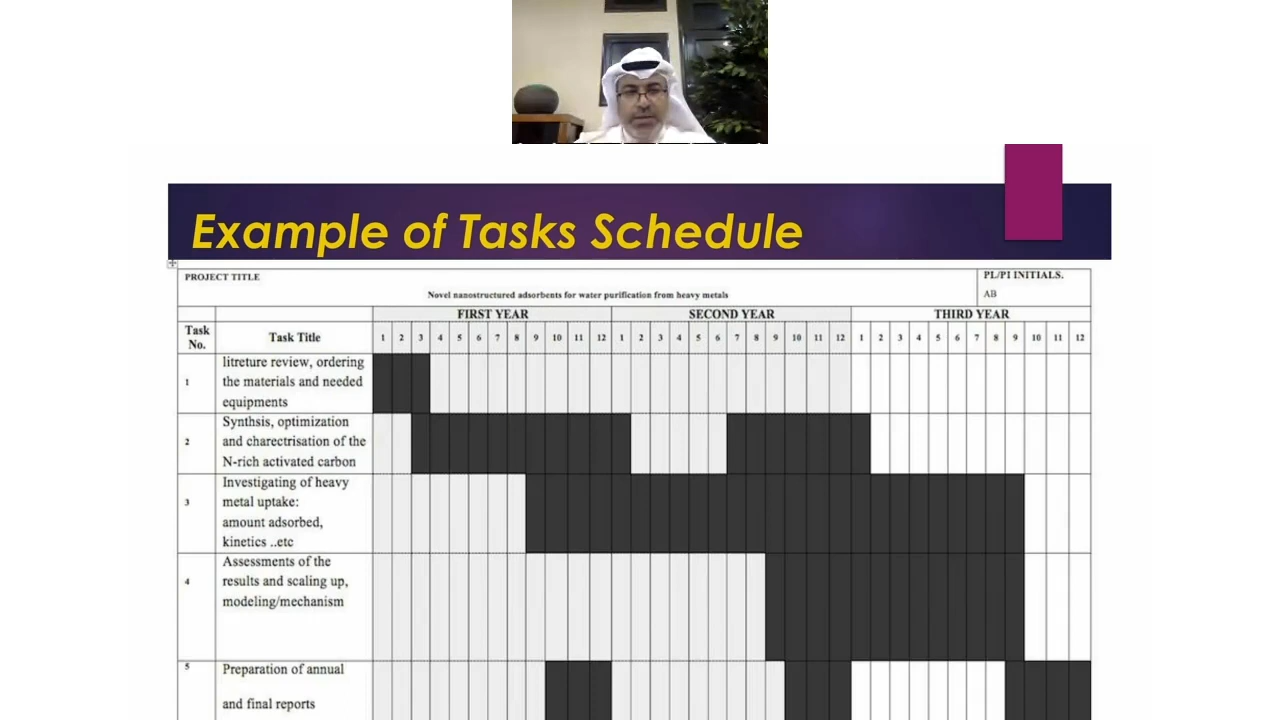 Example of Tasks Schedule
PROJECT TITLE
PL/PI INITIALS.
Novel nanostructured adsorbents for water purification from heavy metals
AB
FIRST YEAR SECOND YEAR THIRD YEAR
Task
No.
Task Title
1 2 3 4 5 6 7 8 9 10 11 12 1 2 3 4 5 6 7 8 9 10 11 12 1 2 3 4 5 6 7 8 9 10 11 12
1
litreture review, ordering
the materials and needed
equipments
2
Synthsis, optimization
and charectrisation of the
N-rich activated carbon
3
Investigating of heavy
metal uptake:
amount adsorbed,
kinetics ..etc
4
Assessments of the
results and scaling up,
modeling/mechanism
5
Preparation of annual
and final reports